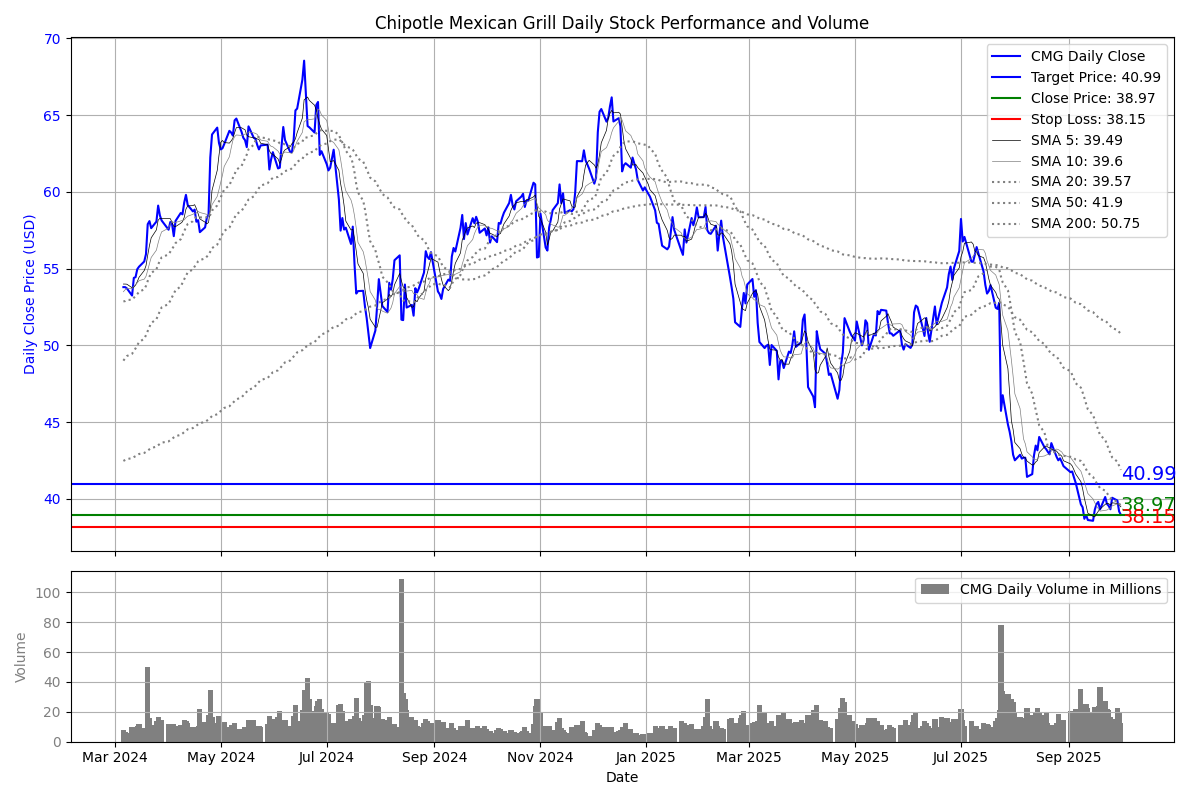 Chipotle Mexican Grill Daily Stock Performance and Volume
70
65
60
55
50
45
40
Daily Close Price (USD)
CMG Daily Close
Target Price: 40.99
Close Price: 38.97
Stop Loss: 38.15
SMA 5: 39.49
SMA 10: 39.6
SMA 20: 39.57
SMA 50: 41.9
SMA 200: 50.75
40.99
38.97
38.15
100
80
60
40
20
0
Volume
CMG Daily Volume in Millions
Mar 2024 May 2024 Jul 2024 Sep 2024 Nov 2024 Jan 2025 Mar 2025 May 2025 Jul 2025 Sep 2025
Date